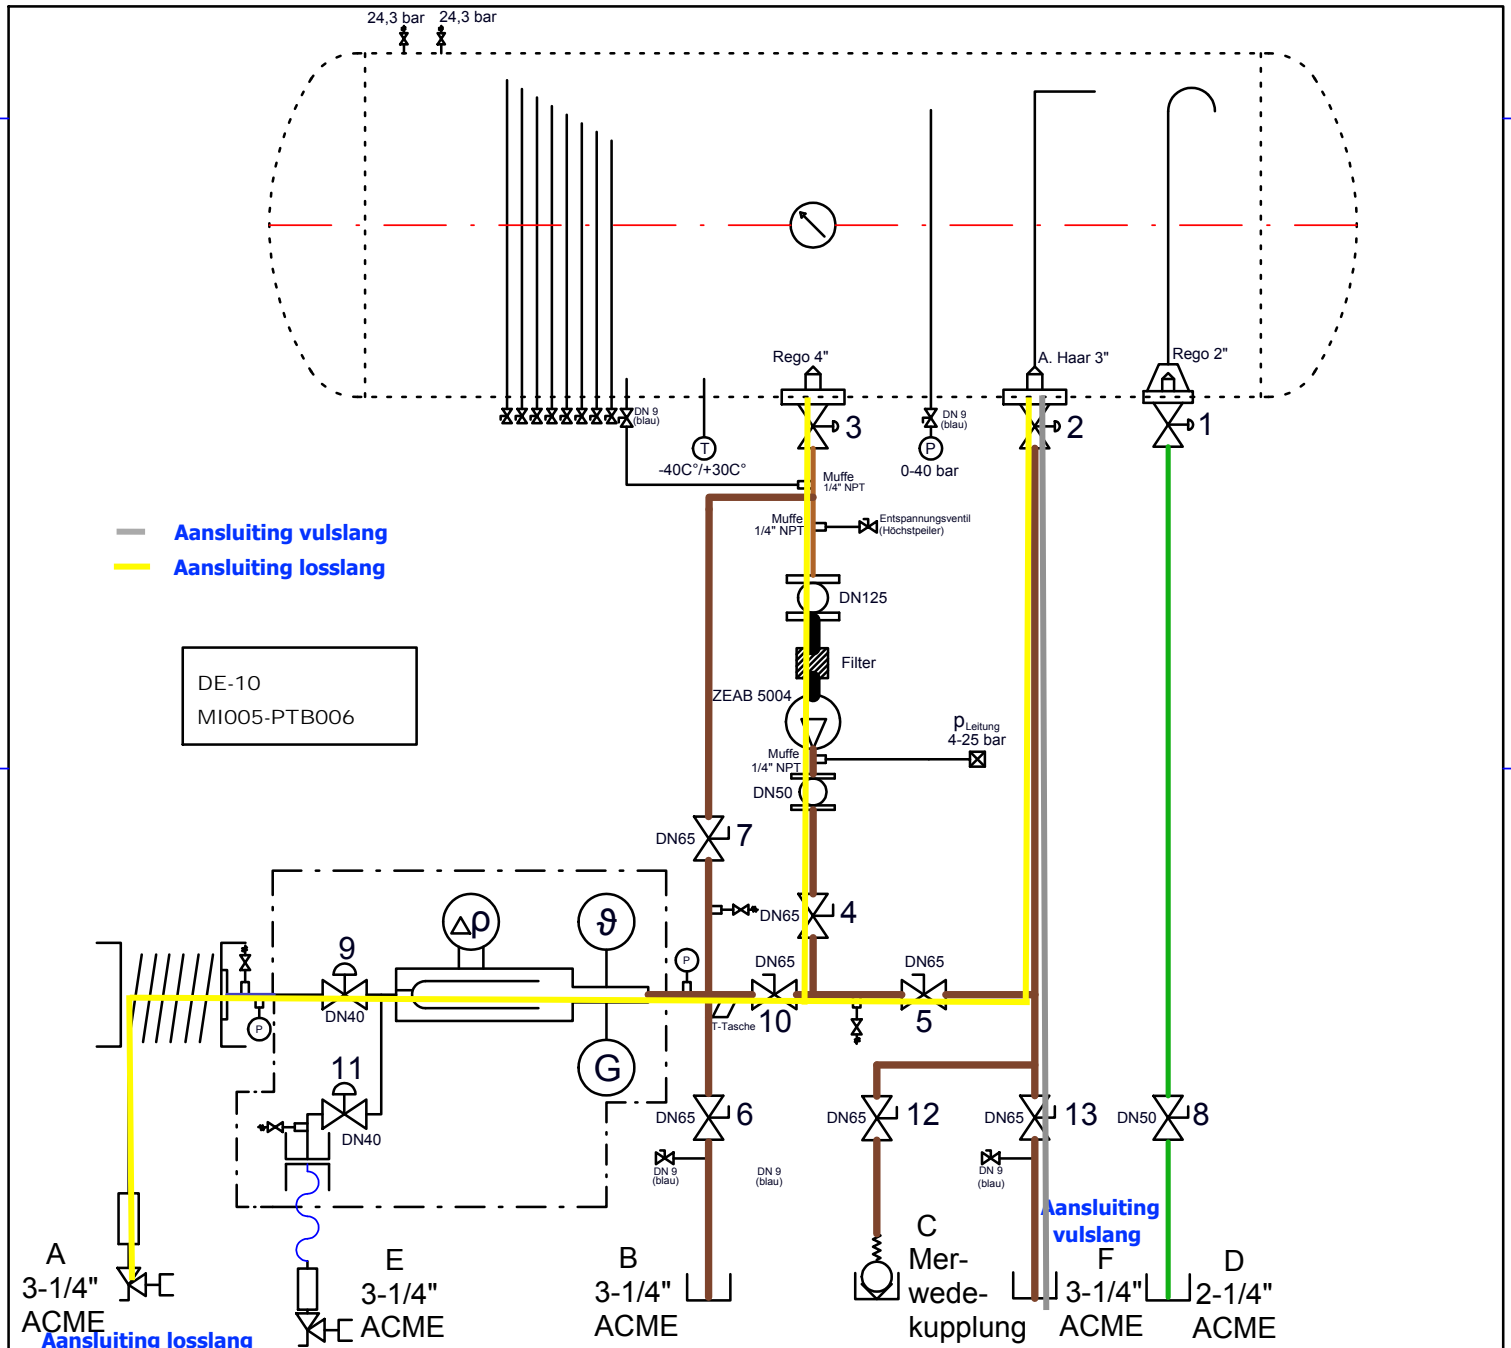 24,3 bar 24,3 bar
Rego 4"
A. Haar 3"
Rego 2"
DN 9
(blau)
3
DN 9
(blau)
2
1
T
-40C°/+30C°
P
0-40 bar
Muffe
1/4" NPT
Muffe
1/4" NPT
Entspannungsventil
(Höchstpeiler)
Aansluiting vulslang
Aansluiting losslang
DN125
Filter
DE-10
MI005-PTB006
ZEAB 5004
pLeitung
4-25 bar
Muffe
1/4" NPT
DN50
DN65 7
DN65 4
Δp
ϑ
9
P
DN65
DN65
DN40
P
T-Tasche
10
5
G
11
DN40
DN65 6
DN65 12
DN65 13
DN50 8
DN 9
(blau)
DN 9
(blau)
DN 9
(blau)
Aansluiting
vulslang
A
3-1/4"
ACME
E
3-1/4"
ACME
B
3-1/4"
ACME
C
Mer-
wede-
kupplung
F
3-1/4"
ACME
D
2-1/4"
ACME
Aansluiting losslang